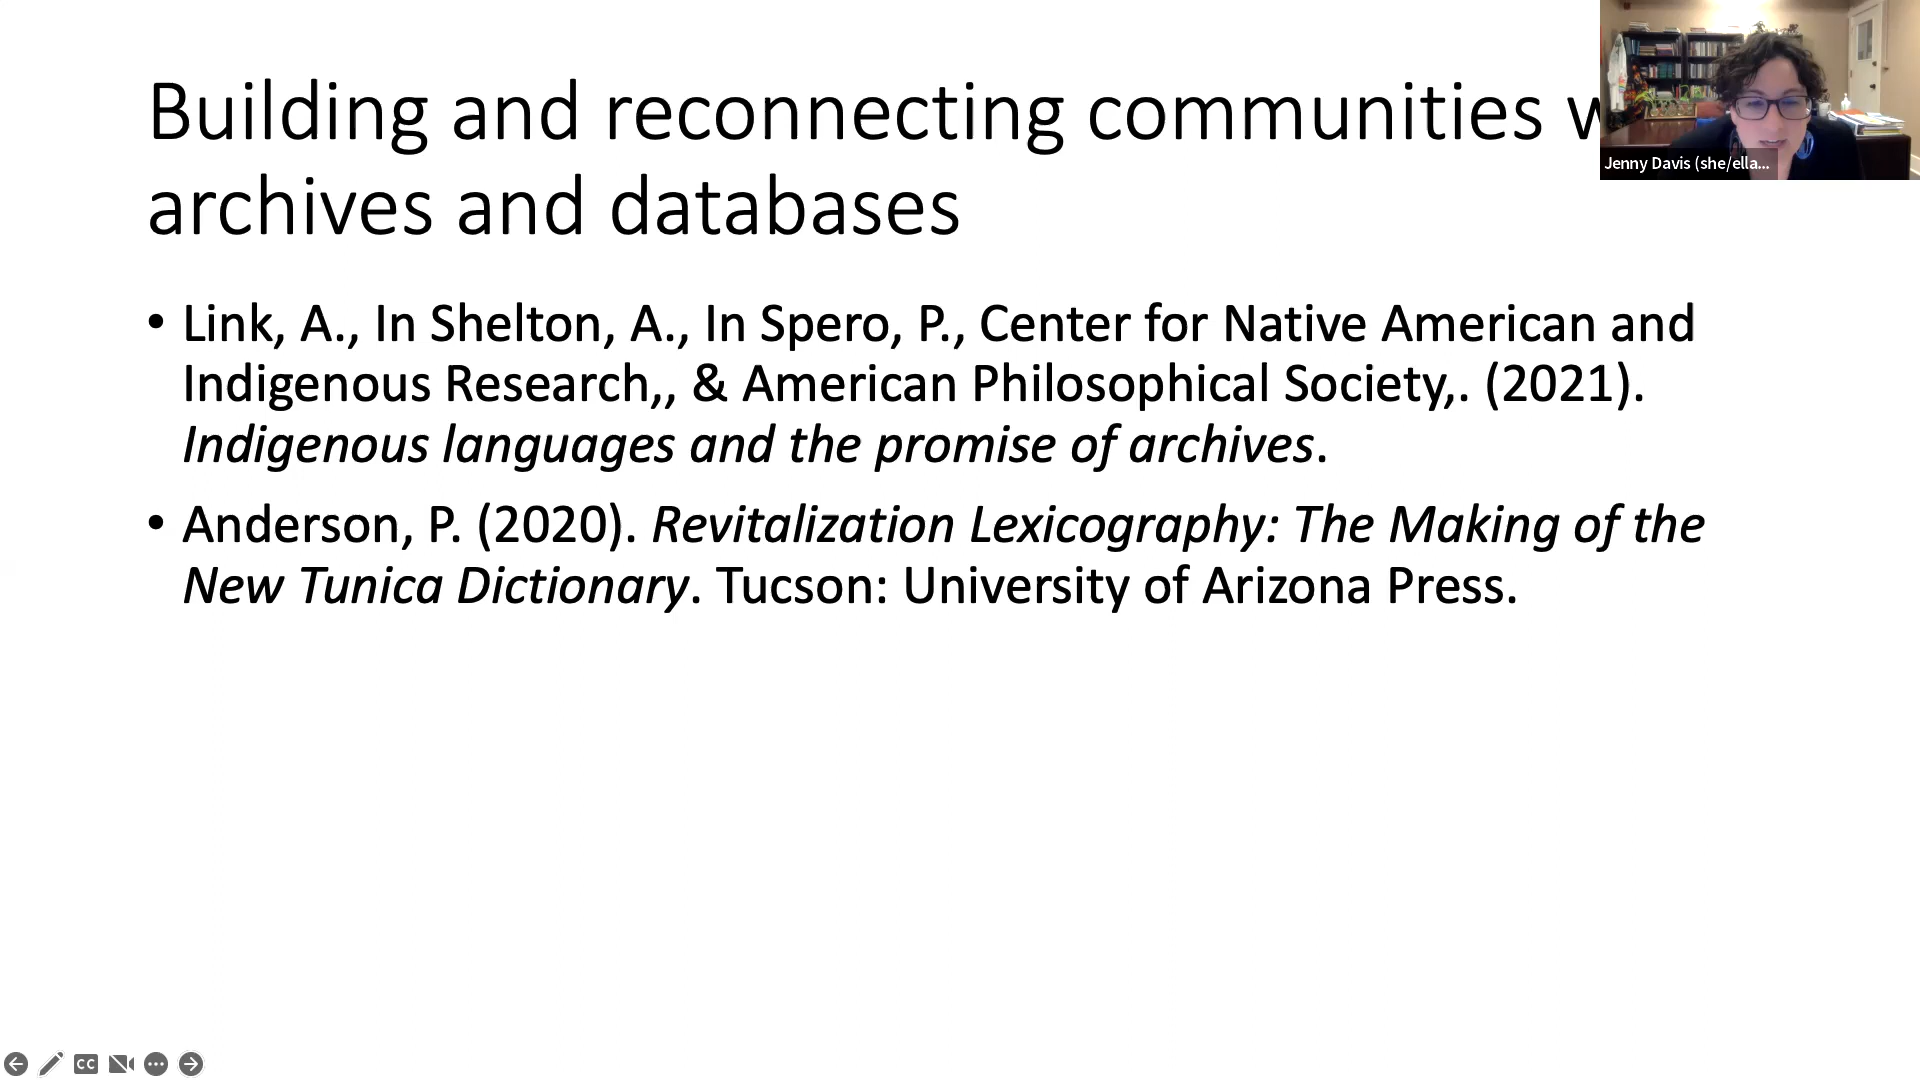 Building and reconnecting communities
archives and databases
Jenny Davis (she/ella...
• Link, A., In Shelton, A., In Spero, P., Center for Native American and
Indigenous Research,, & American Philosophical Society,. (2021).
Indigenous languages and the promise of archives.
• Anderson, P. (2020). Revitalization Lexicography: The Making of the
New Tunica Dictionary. Tucson: University of Arizona Press.
CC